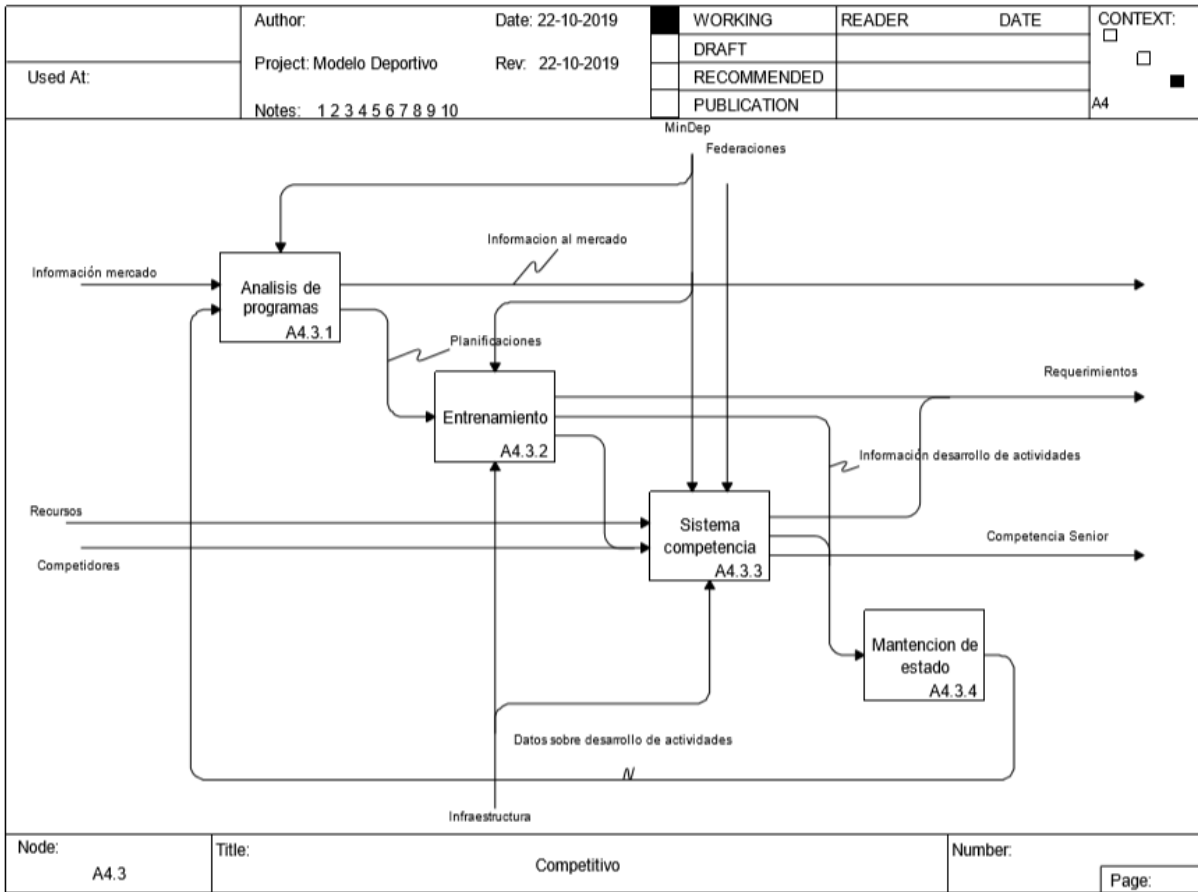 Used At:
Author:
Date: 22-10-2019
Project: Modelo Deportivo
Rev: 22-10-2019
Notes: 1 2 3 4 5 6 7 8 9 10
WORKING
DRAFT
RECOMMENDED
PUBLICATION
READER
DATE
CONTEXT:
A4
MinDep
Federaciones
Informacion al mercado
Información mercado
Analisis de
programas
A4.3.1
Planificaciones
Requerimientos
Entrenamiento
A4.3.2
Información desarrollo de actividades
Recursos
Sistema
competencia
A4.3.3
Competencia Senior
Competidores
Mantencion de
estado
A4.3.4
Datos sobre desarrollo de actividades
Infraestructura
Node:
A4.3
Title:
Competitivo
Number:
Page: